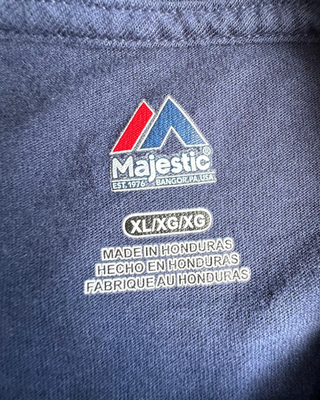 Majestic®
EST. 1976 BANGOR, PA, USA
XL/XG/XG
MADE IN HONDURAS
HECHO EN HONDURAS
FABRIQUE AU HONDURAS